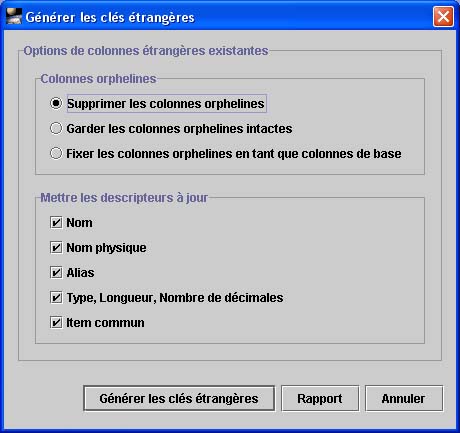 Générer les clés étrangères
Options de colonnes étrangères existantes
Colonnes orphelines
Supprimer les colonnes orphelines
Garder les colonnes orphelines intactes
Fixer les colonnes orphelines en tant que colonnes de base
Mettre les descripteurs à jour
Nom
Nom physique
Alias
Type, Longueur, Nombre de décimales
Item commun
Générer les clés étrangères Rapport Annuler